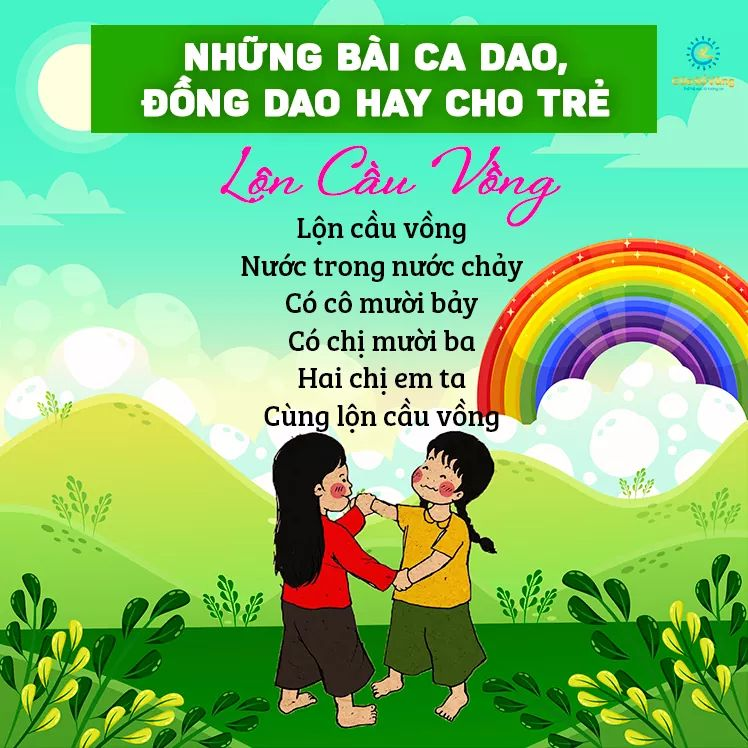 NHỮNG BÀI CA DAO,
ĐỒNG DAO HAY CHO TRẺ
Lộn Cầu Vồng
Lộn cầu vồng
Nước trong nước chảy
Có cô mười bảy
Có chị mười ba
Hai chị em ta
Cùng lộn cầu vồng